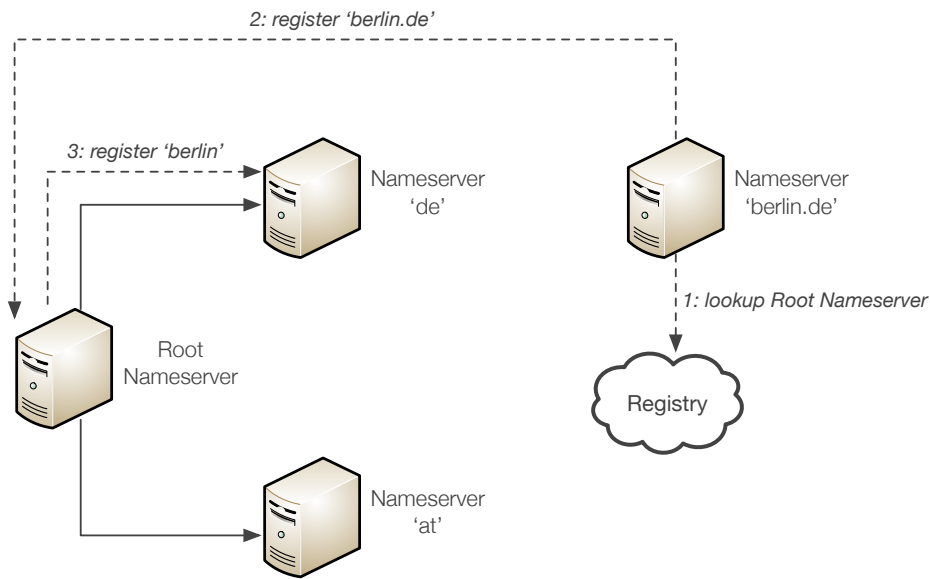 2: register ‘berlin.de’
3: register ‘berlin’
Nameserver
‘de’
Nameserver
‘berlin.de’
1: lookup Root Nameserver
Root
Nameserver
Registry
Nameserver
‘at’